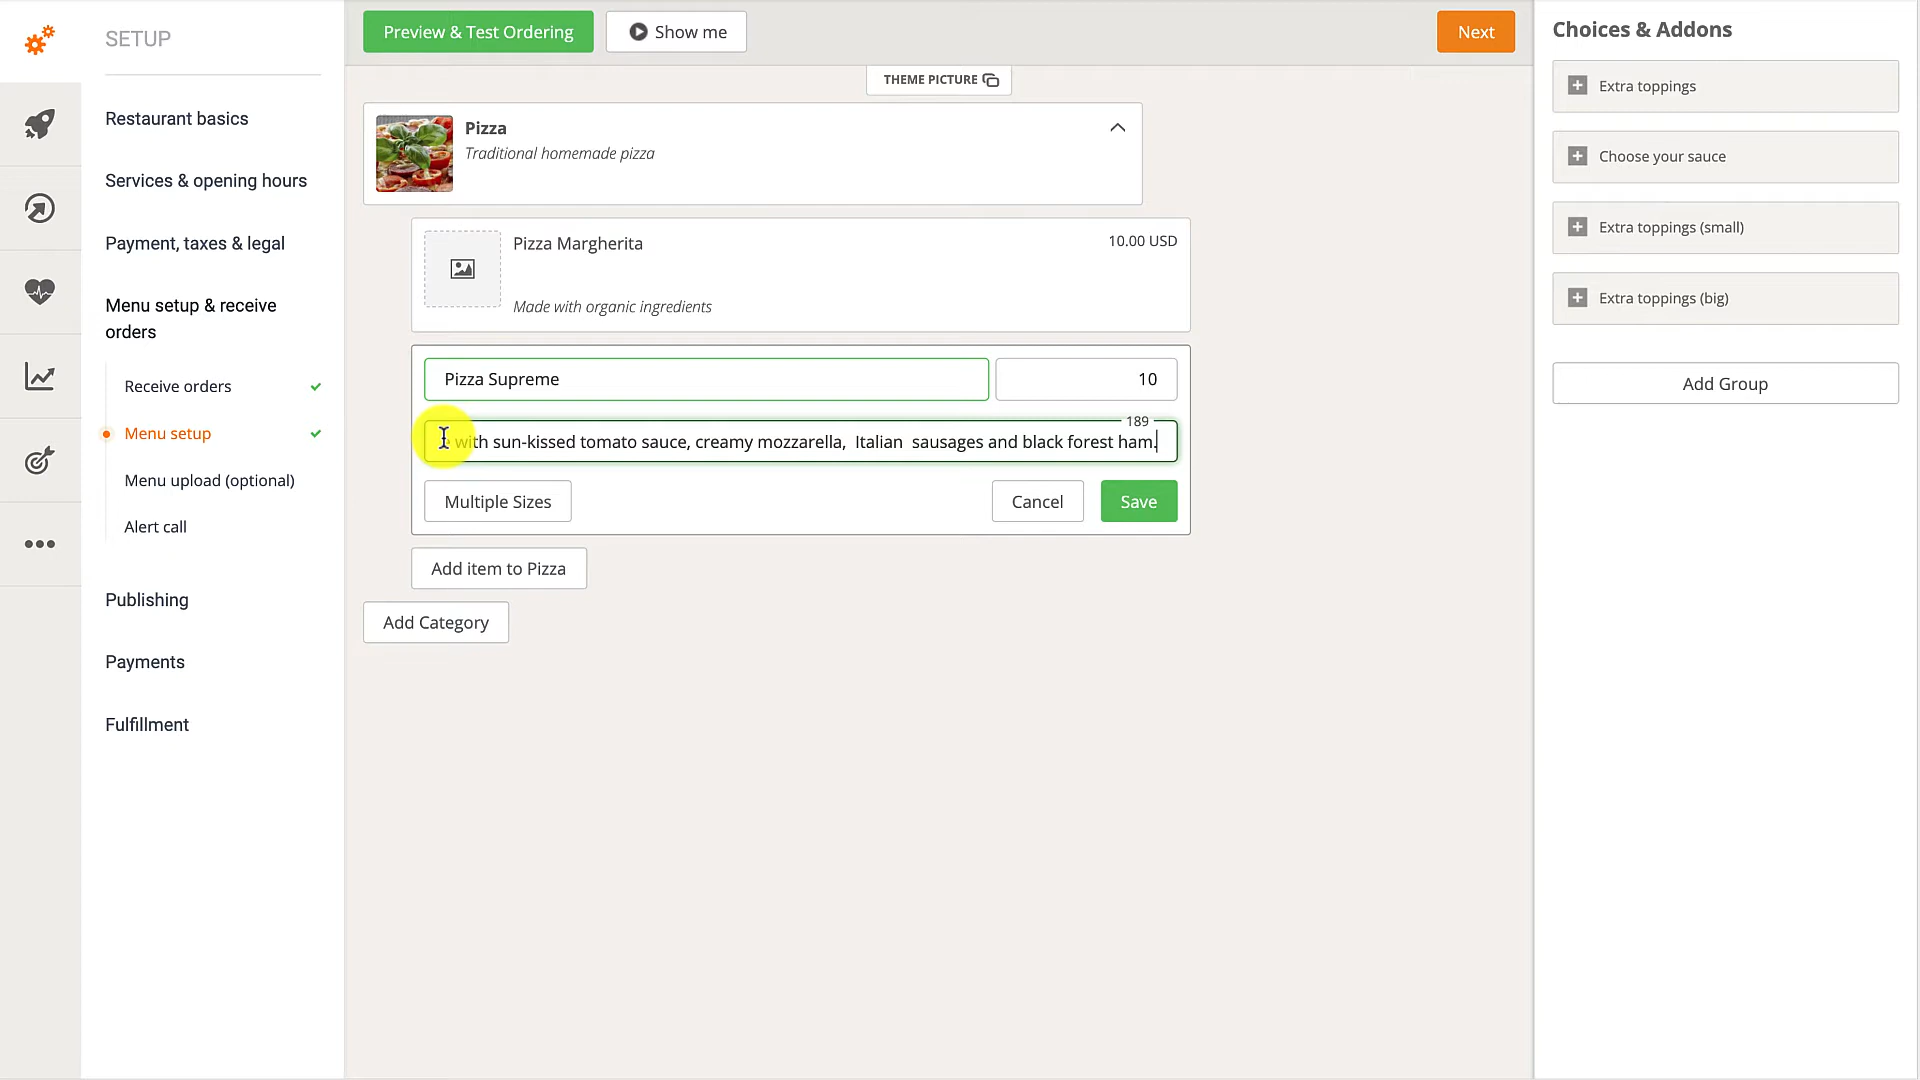 SETUP
Restaurant basics
Services & opening hours
Payment, taxes & legal
Menu setup & receive
orders
Receive orders
Menu setup
Menu upload (optional)
Alert call
Publishing
Payments
Fulfillment
Preview & Test Ordering
Show me
Next
THEME PICTURE
Pizza
Traditional homemade pizza
Pizza Margherita
10.00 USD
Made with organic ingredients
Pizza Supreme
10
189
with sun-kissed tomato sauce, creamy mozzarella,  Italian  sausages and black forest ham.
Multiple Sizes
Cancel
Save
Add item to Pizza
Add Category
Choices & Addons
Extra toppings
Choose your sauce
Extra toppings (small)
Extra toppings (big)
Add Group